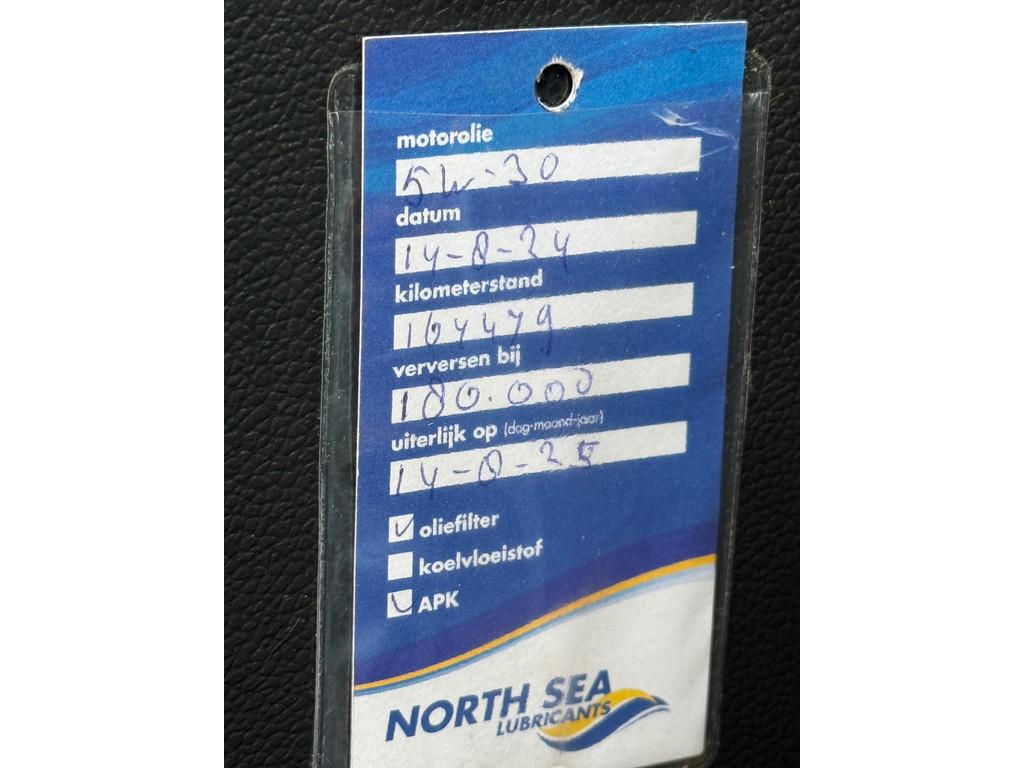 motorolie
5W-30
datum
14-8-24
kilometerstand
164479
verversen bij
180.000
uiterlijk op (dag-maand-jaar)
14-8-25
oliefilter
koelvloeistof
APK
NORTH SEA
LUBRICANTS